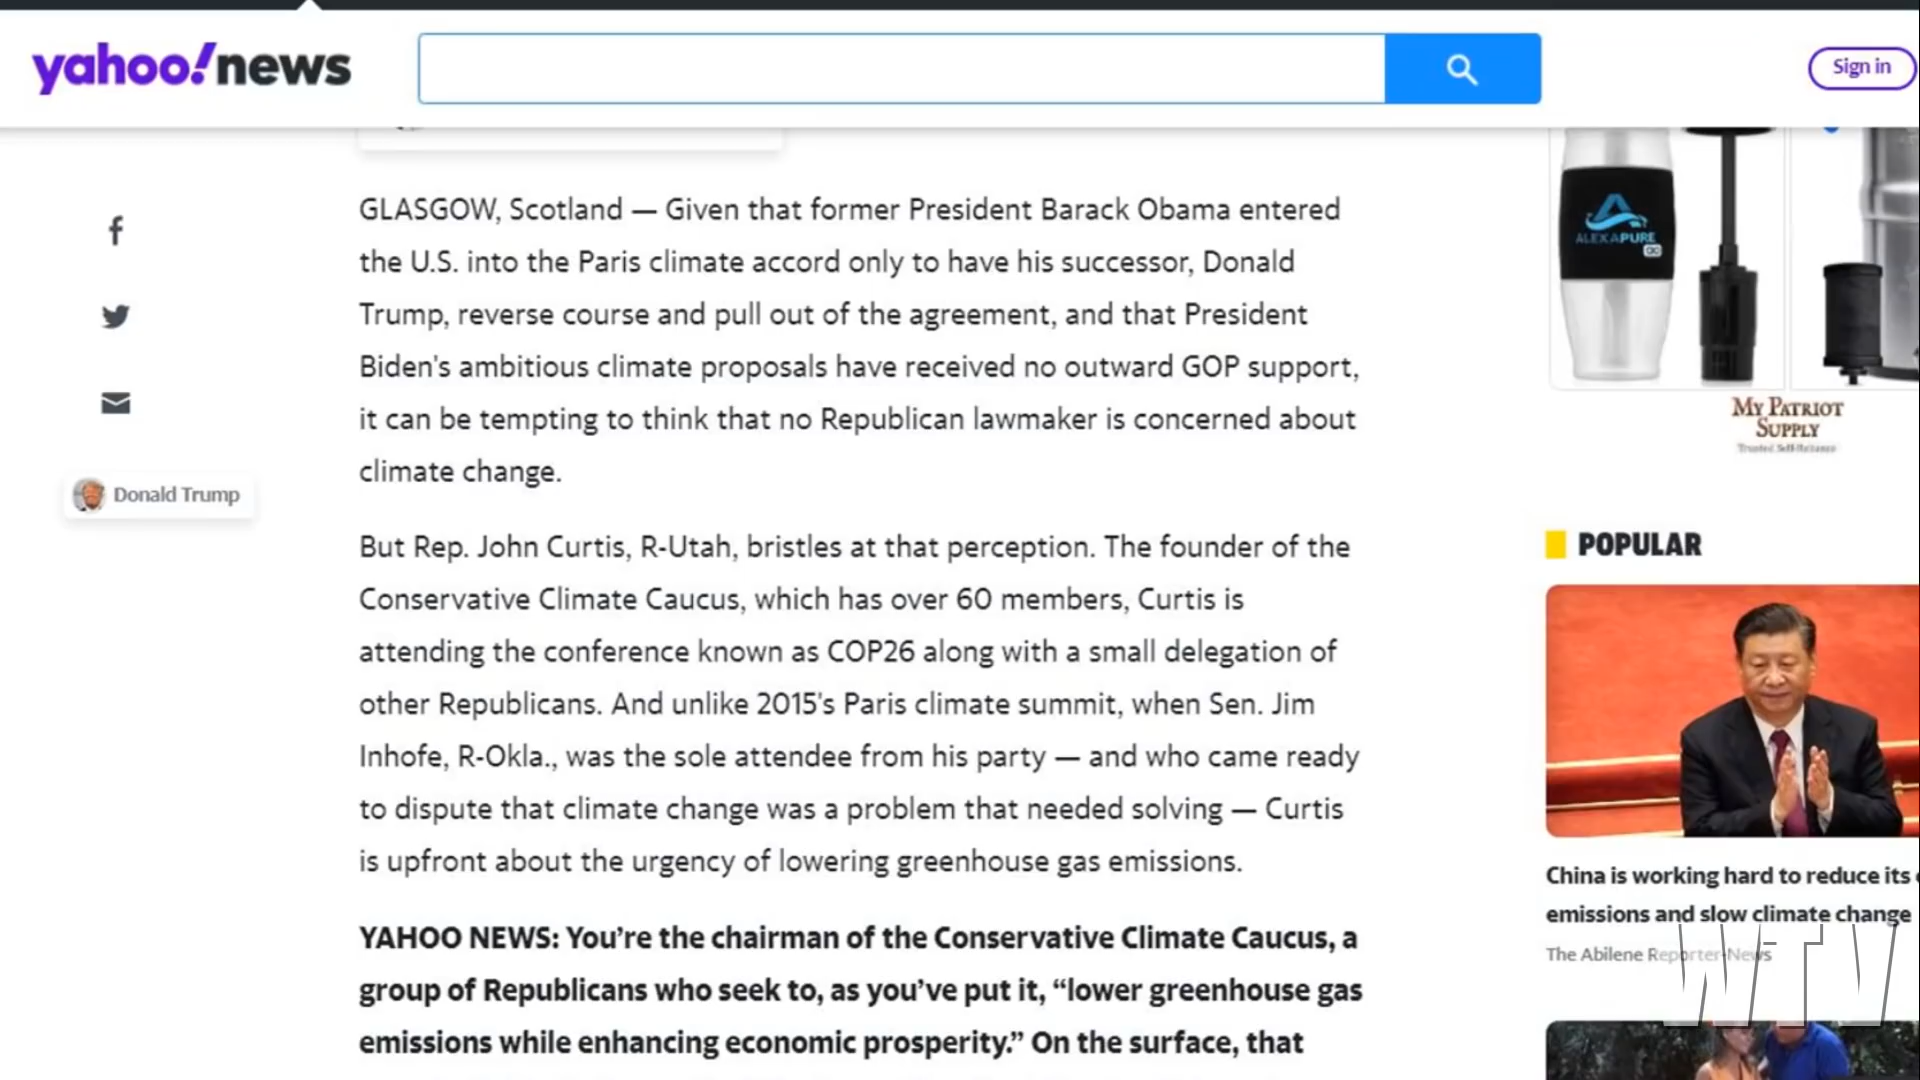 yahoo!news
Sign in
GLASGOW, Scotland — Given that former President Barack Obama entered
the U.S. into the Paris climate accord only to have his successor, Donald
Trump, reverse course and pull out of the agreement, and that President
Biden's ambitious climate proposals have received no outward GOP support,
it can be tempting to think that no Republican lawmaker is concerned about
climate change.
Donald Trump
But Rep. John Curtis, R-Utah, bristles at that perception. The founder of the
Conservative Climate Caucus, which has over 60 members, Curtis is
attending the conference known as COP26 along with a small delegation of
other Republicans. And unlike 2015's Paris climate summit, when Sen. Jim
Inhofe, R-Okla., was the sole attendee from his party — and who came ready
to dispute that climate change was a problem that needed solving — Curtis
is upfront about the urgency of lowering greenhouse gas emissions.
YAHOO NEWS: You’re the chairman of the Conservative Climate Caucus, a
group of Republicans who seek to, as you’ve put it, “lower greenhouse gas
emissions while enhancing economic prosperity.” On the surface, that
ALEXAPURE
GO
MY PATRIOT
SUPPLY
Trusted Self-Reliance
POPULAR
China is working hard to reduce its
emissions and slow climate change
The Abilene Reporter-News
WTV